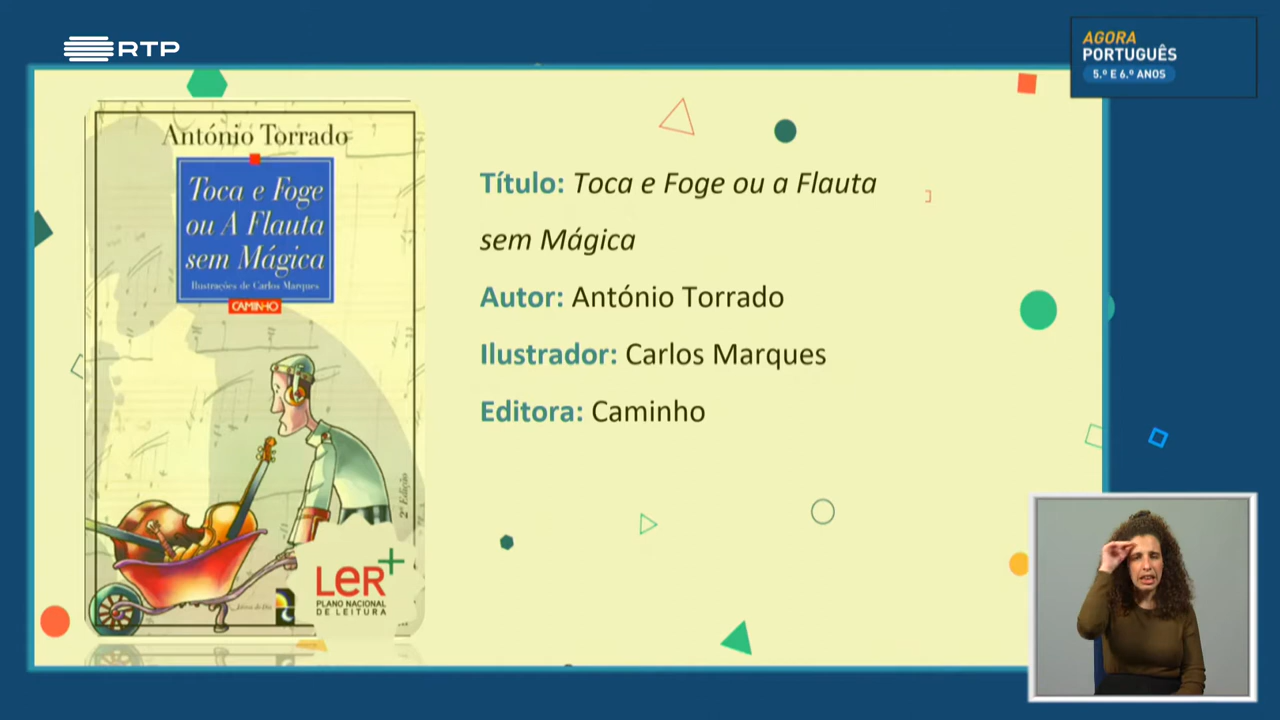 RTP
AGORA
PORTUGUÊS
5.º E 6.º ANOS
António Torrado
Toca e Foge
ou A Flauta
sem Mágica
Ilustrações de Carlos Marques
CAMINHO
2ª Edição
LeR+
PLANO NACIONAL
DE LEITURA
Título: Toca e Foge ou a Flauta
sem Mágica
Autor: António Torrado
Ilustrador: Carlos Marques
Editora: Caminho